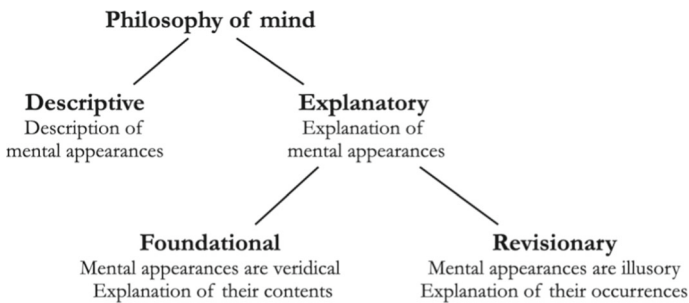 Philosophy of mind
Descriptive
Description of
mental appearances
Explanatory
Explanation of
mental appearances
Foundational
Mental appearances are veridical
Explanation of their contents
Revisionary
Mental appearances are illusory
Explanation of their occurrences